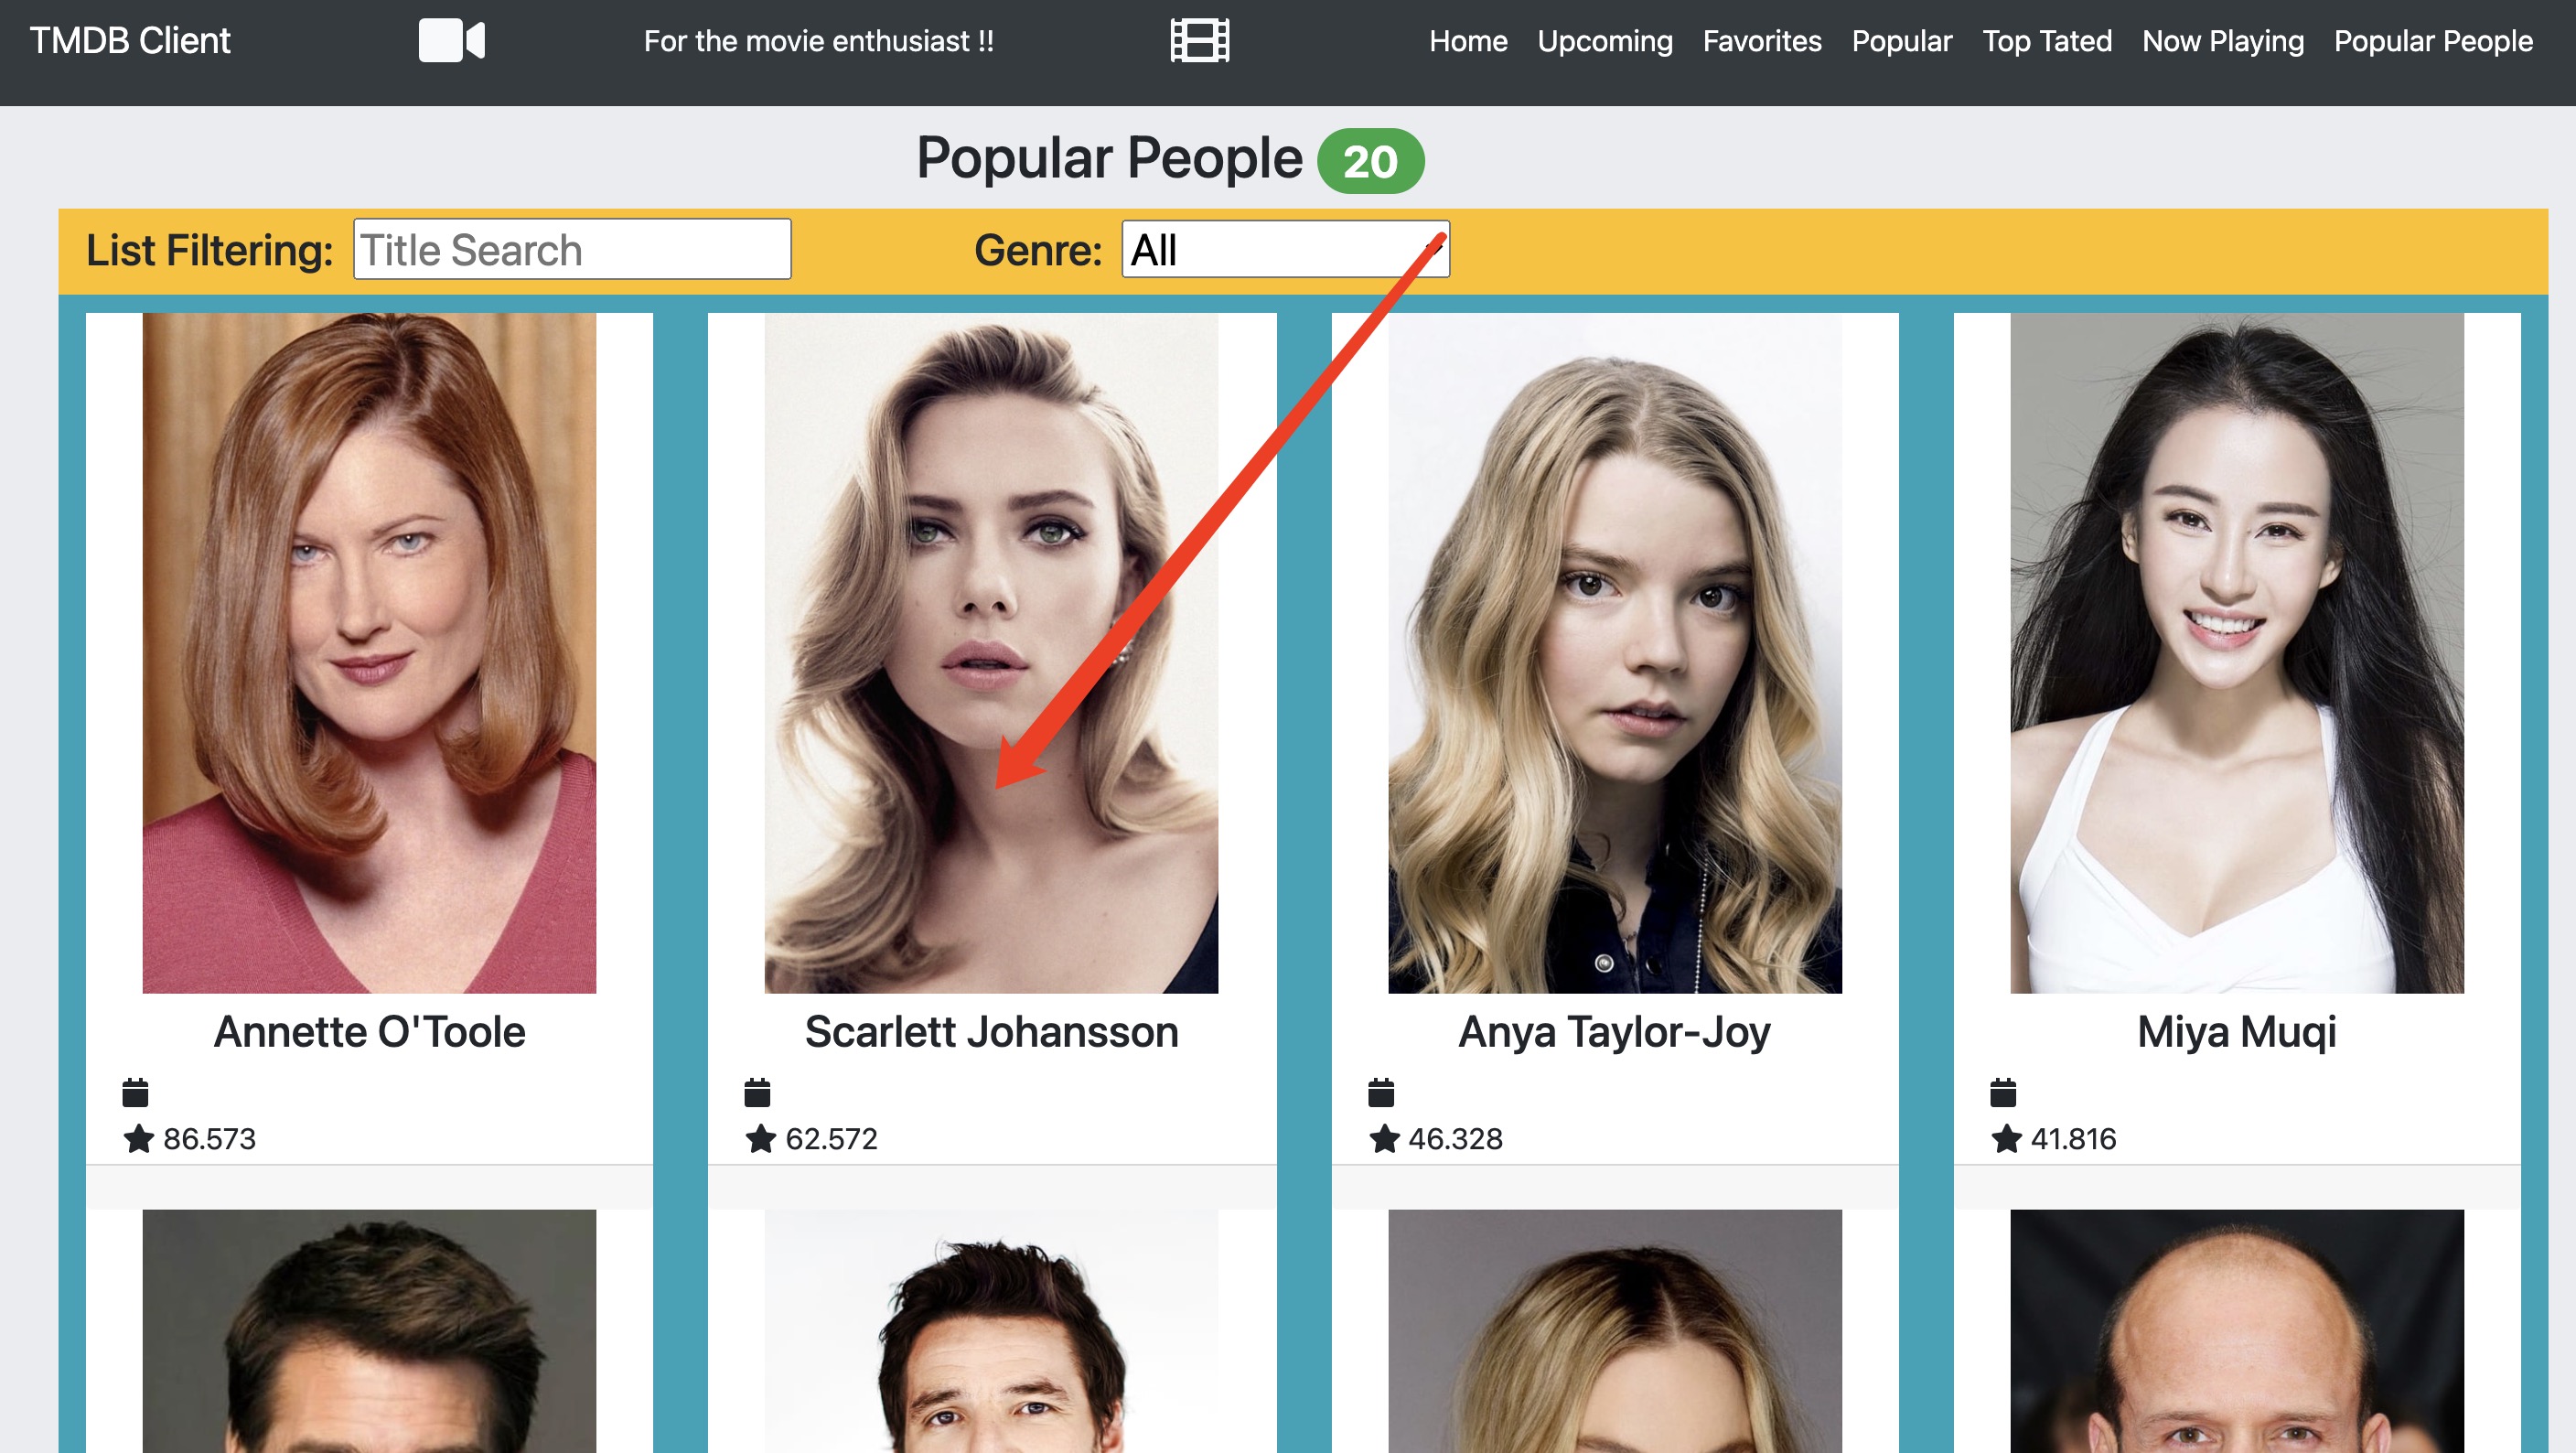 TMDB Client For the movie enthusiast !! Home Upcoming Favorites Popular Top Tated Now Playing Popular People
Popular People 20
List Filtering: Title Search Genre: All
Annette O'Toole Scarlett Johansson Anya Taylor-Joy Miya Muqi
86.573 62.572 46.328 41.816